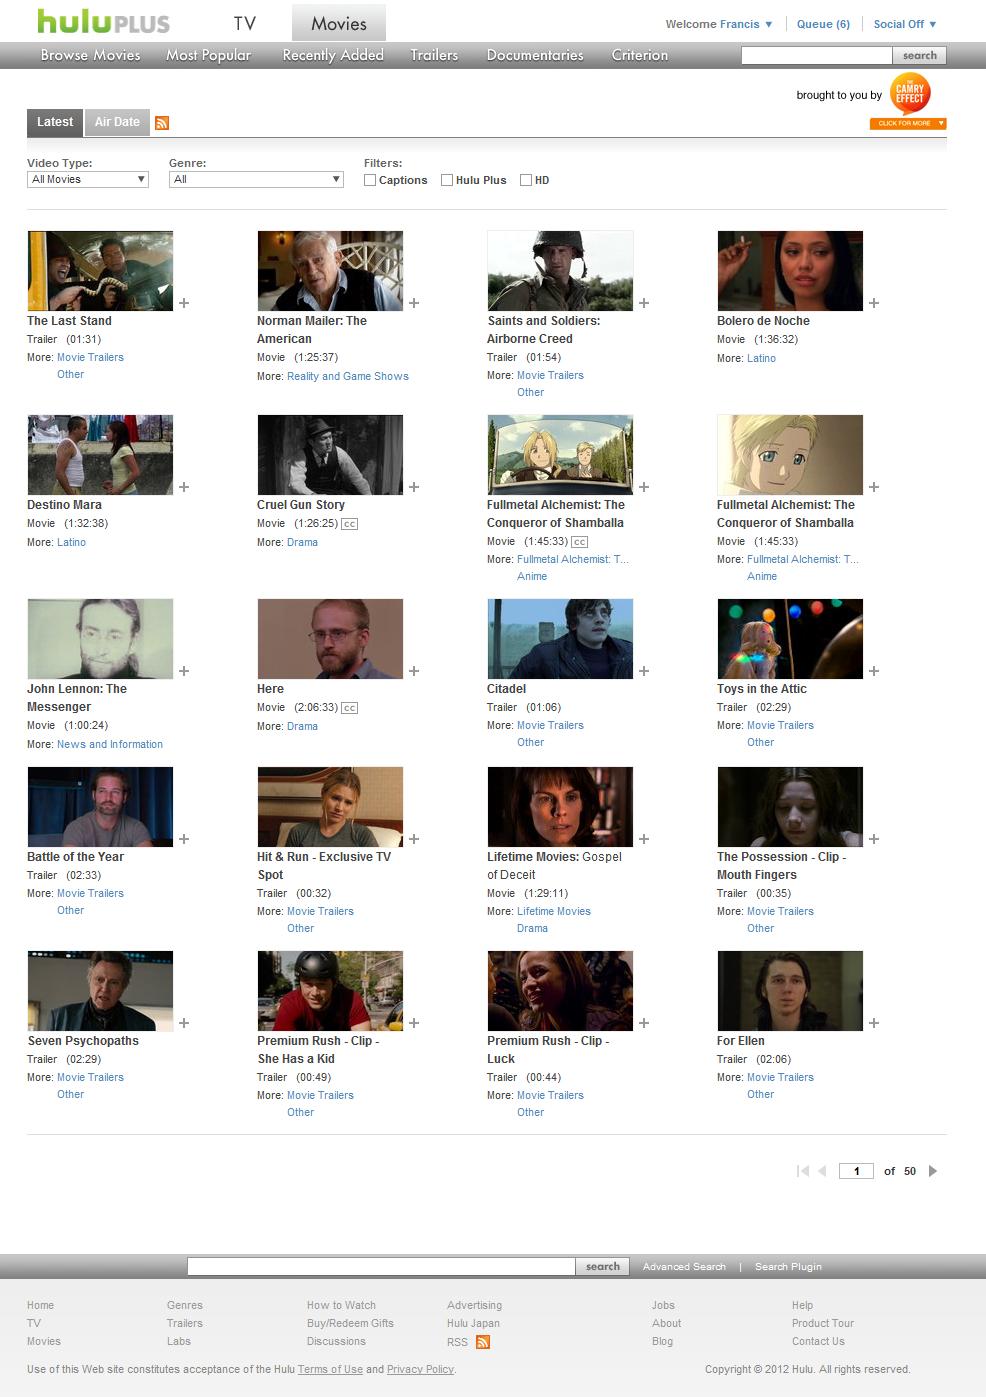 hulu PLUS
TV
Movies
Welcome Francis ▼
Queue (6)
Social Off ▼
Browse Movies
Most Popular
Recently Added
Trailers
Documentaries
Criterion
search
brought to you by
THE CAMRY EFFECT
CLICK FOR MORE ▼
Latest
Air Date
Video Type:
Genre:
Filters:
All Movies
All
Captions
Hulu Plus
HD
The Last Stand
Trailer (01:31)
More: Movie Trailers
Other
Norman Mailer: The
American
Movie (1:25:37)
More: Reality and Game Shows
Saints and Soldiers:
Airborne Creed
Trailer (01:54)
More: Movie Trailers
Other
Bolero de Noche
Movie (1:36:32)
More: Latino
Destino Mara
Movie (1:32:38)
More: Latino
Cruel Gun Story
Movie (1:26:25) cc
More: Drama
Fullmetal Alchemist: The
Conqueror of Shamballa
Movie (1:45:33) cc
More: Fullmetal Alchemist: T...
Anime
Fullmetal Alchemist: The
Conqueror of Shamballa
Movie (1:45:33)
More: Fullmetal Alchemist: T...
Anime
John Lennon: The
Messenger
Movie (1:00:24)
More: News and Information
Here
Movie (2:06:33) cc
More: Drama
Citadel
Trailer (01:06)
More: Movie Trailers
Other
Toys in the Attic
Trailer (02:29)
More: Movie Trailers
Other
Battle of the Year
Trailer (02:33)
More: Movie Trailers
Other
Hit & Run - Exclusive TV
Spot
Trailer (00:32)
More: Movie Trailers
Other
Lifetime Movies: Gospel
of Deceit
Movie (1:29:11)
More: Lifetime Movies
Drama
The Possession - Clip -
Mouth Fingers
Trailer (00:35)
More: Movie Trailers
Other
Seven Psychopaths
Trailer (02:29)
More: Movie Trailers
Other
Premium Rush - Clip -
She Has a Kid
Trailer (00:49)
More: Movie Trailers
Other
Premium Rush - Clip -
Luck
Trailer (00:44)
More: Movie Trailers
Other
For Ellen
Trailer (02:06)
More: Movie Trailers
Other
1 of 50
search
Advanced Search | Search Plugin
Home
Genres
How to Watch
Advertising
Jobs
Help
TV
Trailers
Buy/Redeem Gifts
Hulu Japan
About
Product Tour
Movies
Labs
Discussions
RSS
Blog
Contact Us
Use of this Web site constitutes acceptance of the Hulu Terms of Use and Privacy Policy.
Copyright © 2012 Hulu. All rights reserved.